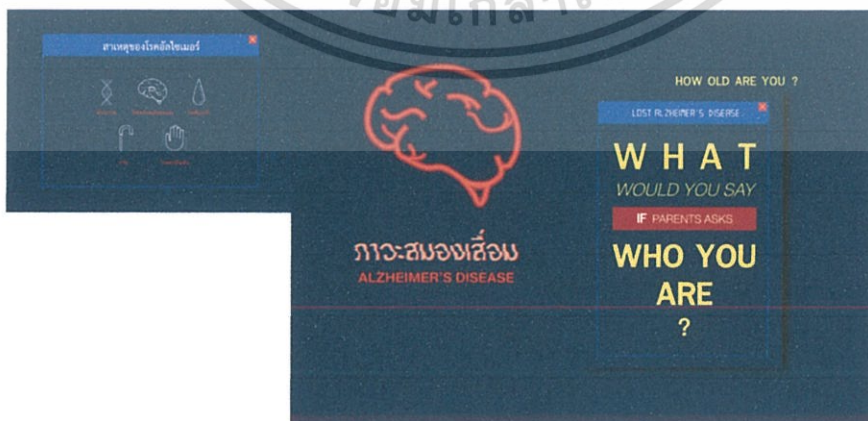 สาเหตุของโรคอัลไซเมอร์
ภาวะสมองเสื่อม
ALZHEIMER'S DISEASE
HOW OLD ARE YOU ?
LOST ALZHEIMER'S DISEASE
WHAT
WOULD YOU SAY
IF PARENTS ASKS
WHO YOU
ARE
?